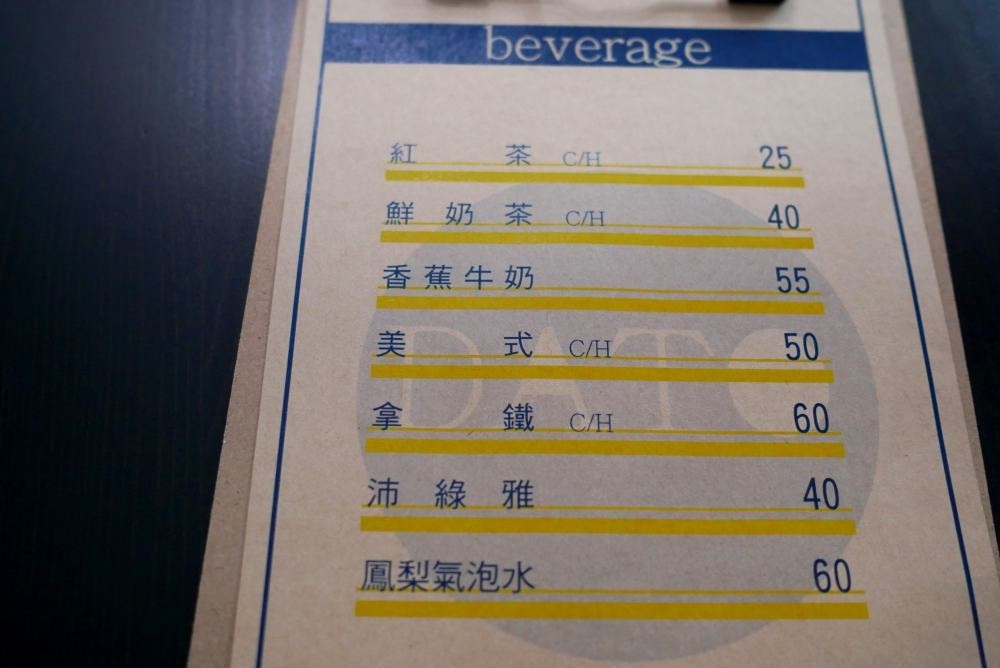 beverage
紅茶 C/H 25
鮮奶茶 C/H 40
香蕉牛奶 55
美式 C/H 50
拿鐵 C/H 60
沛綠雅 40
鳳梨氣泡水 60
DATO